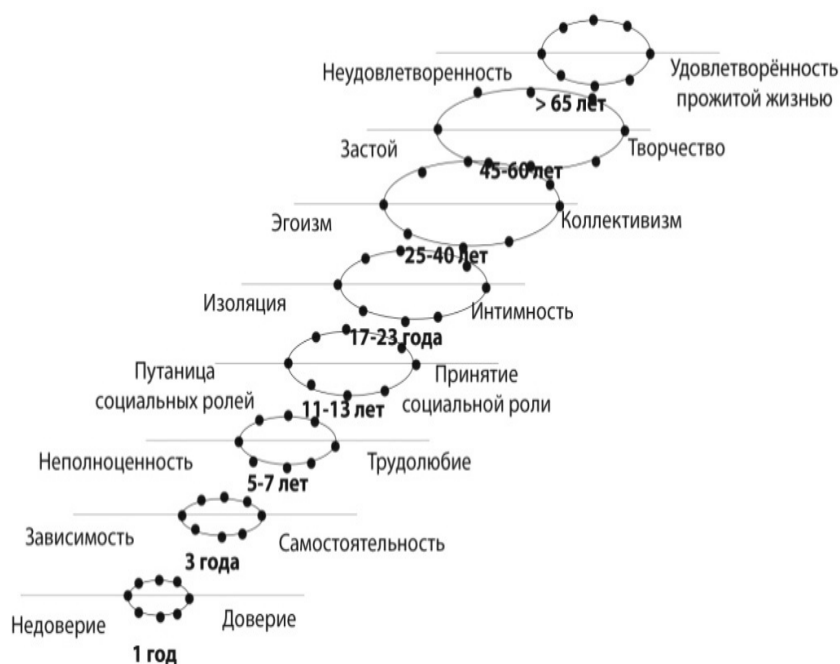 Неудовлетворенность
Удовлетворённость
прожитой жизнью
> 65 лет
Застой
Творчество
45-60 лет
Эгоизм
Коллективизм
25-40 лет
Изоляция
Интимность
17-23 года
Путаница
социальных ролей
Принятие
социальной роли
11-13 лет
Неполноценность
Трудолюбие
5-7 лет
Зависимость
Самостоятельность
3 года
Недоверие
Доверие
1 год